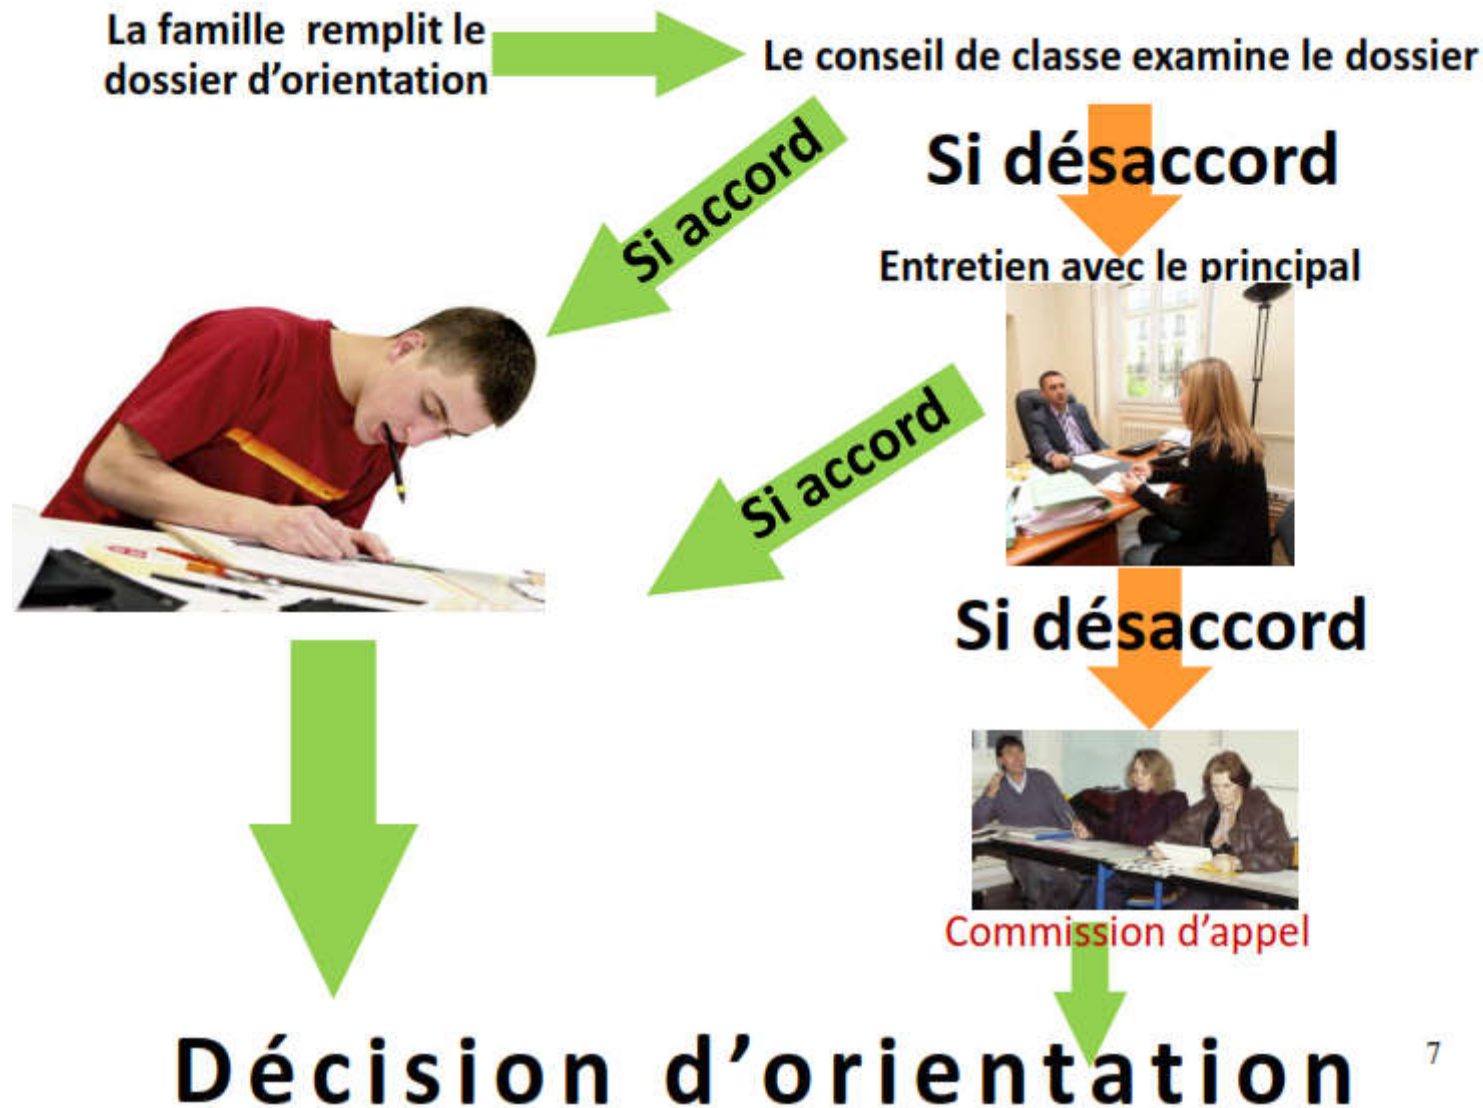 La famille remplit le
dossier d’orientation
Le conseil de classe examine le dossier
Si accord
Si désaccord
Entretien avec le principal
Si accord
Si désaccord
Commission d’appel
Décision d’orientation
7